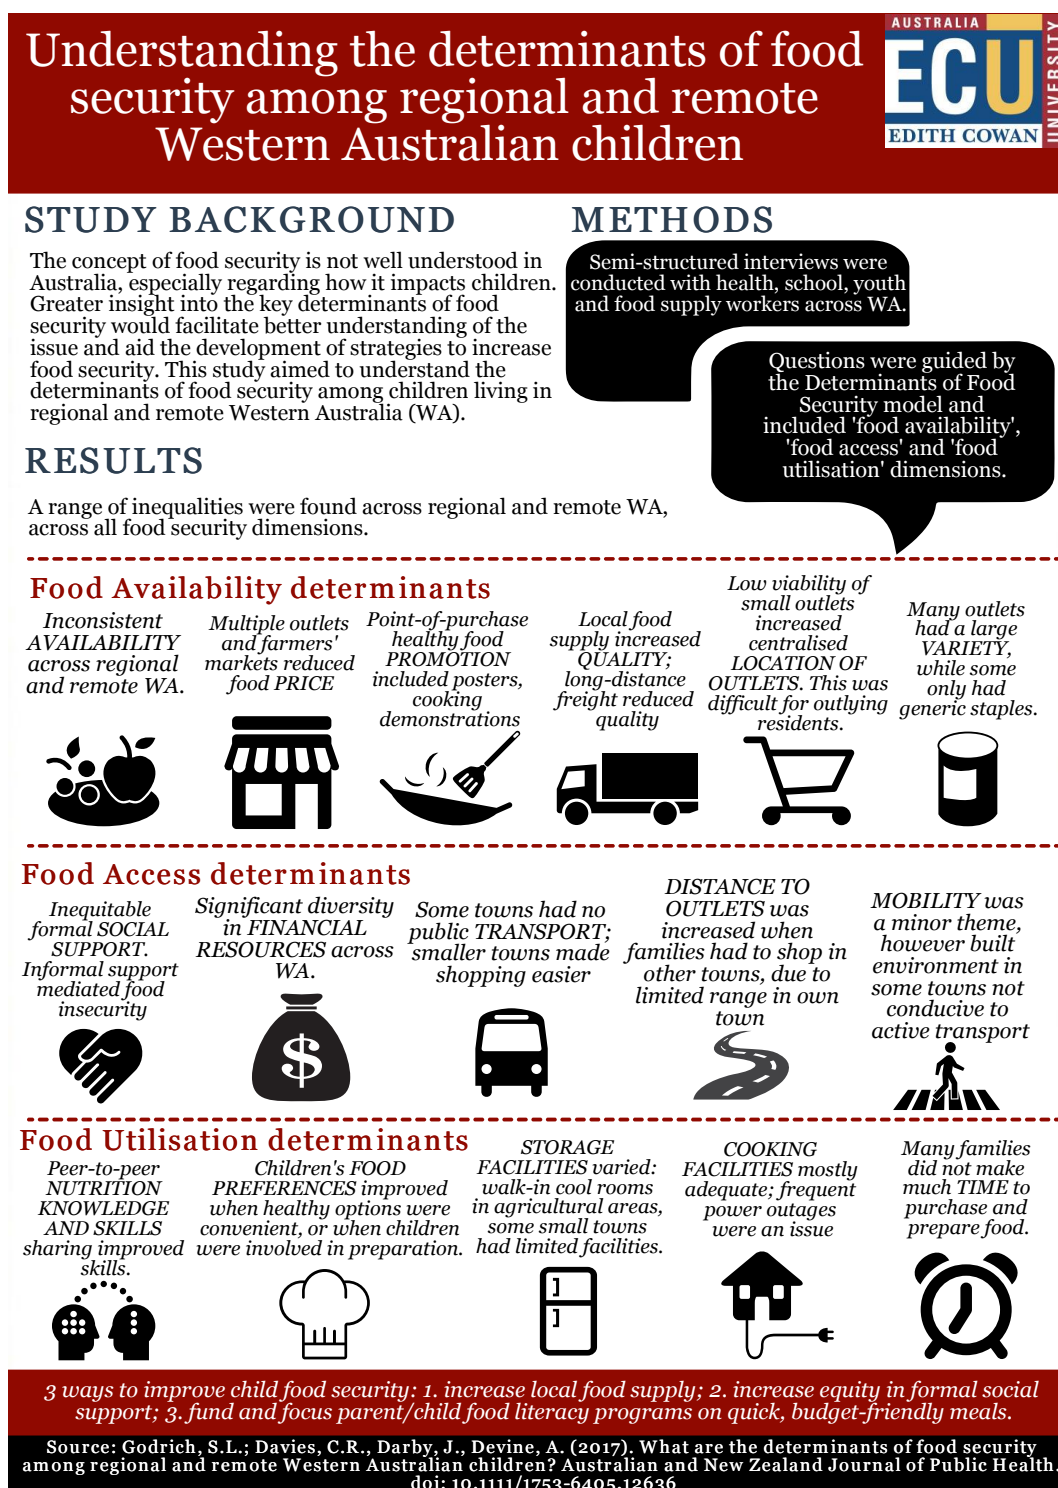 Understanding the determinants of food
security among regional and remote
Western Australian children
AUSTRALIA
ECU
EDITH COWAN
UNIVERSITY
STUDY BACKGROUND
The concept of food security is not well understood in
Australia, especially regarding how it impacts children.
Greater insight into the key determinants of food
security would facilitate better understanding of the
issue and aid the development of strategies to increase
food security. This study aimed to understand the
determinants of food security among children living in
regional and remote Western Australia (WA).
METHODS
Semi-structured interviews were
conducted with health, school, youth
and food supply workers across WA.
Questions were guided by
the Determinants of Food
Security model and
included 'food availability',
'food access' and 'food
utilisation' dimensions.
RESULTS
A range of inequalities were found across regional and remote WA,
across all food security dimensions.
Food Availability determinants
Inconsistent
AVAILABILITY
across regional
and remote WA.
Multiple outlets
and farmers'
markets reduced
food PRICE
Point-of-purchase
healthy food
PROMOTION
included posters,
cooking
demonstrations
Local food
supply increased
QUALITY;
long-distance
freight reduced
quality
Low viability of
small outlets
increased
centralised
LOCATION OF
OUTLETS. This was
difficult for outlying
residents.
Many outlets
had a large
VARIETY,
while some
only had
generic staples.
Food Access determinants
Inequitable
formal SOCIAL
SUPPORT.
Informal support
mediated food
insecurity
Significant diversity
in FINANCIAL
RESOURCES across
WA.
$
Some towns had no
public TRANSPORT;
smaller towns made
shopping easier
DISTANCE TO
OUTLETS was
increased when
families had to shop in
other towns, due to
limited range in own
town
MOBILITY was
a minor theme,
however built
environment in
some towns not
conducive to
active transport
Food Utilisation determinants
Peer-to-peer
NUTRITION
KNOWLEDGE
AND SKILLS
sharing improved
skills.
Children's FOOD
PREFERENCES improved
when healthy options were
convenient, or when children
were involved in preparation.
STORAGE
FACILITIES varied:
walk-in cool rooms
in agricultural areas,
some small towns
had limited facilities.
COOKING
FACILITIES mostly
adequate; frequent
power outages
were an issue
Many families
did not make
much TIME to
purchase and
prepare food.
3 ways to improve child food security: 1. increase local food supply; 2. increase equity in formal social
support; 3. fund and focus parent/child food literacy programs on quick, budget-friendly meals.
Source: Godrich, S.L.; Davies, C.R., Darby, J., Devine, A. (2017). What are the determinants of food security
among regional and remote Western Australian children? Australian and New Zealand Journal of Public Health.
doi: 10.1111/1753-6405.12636